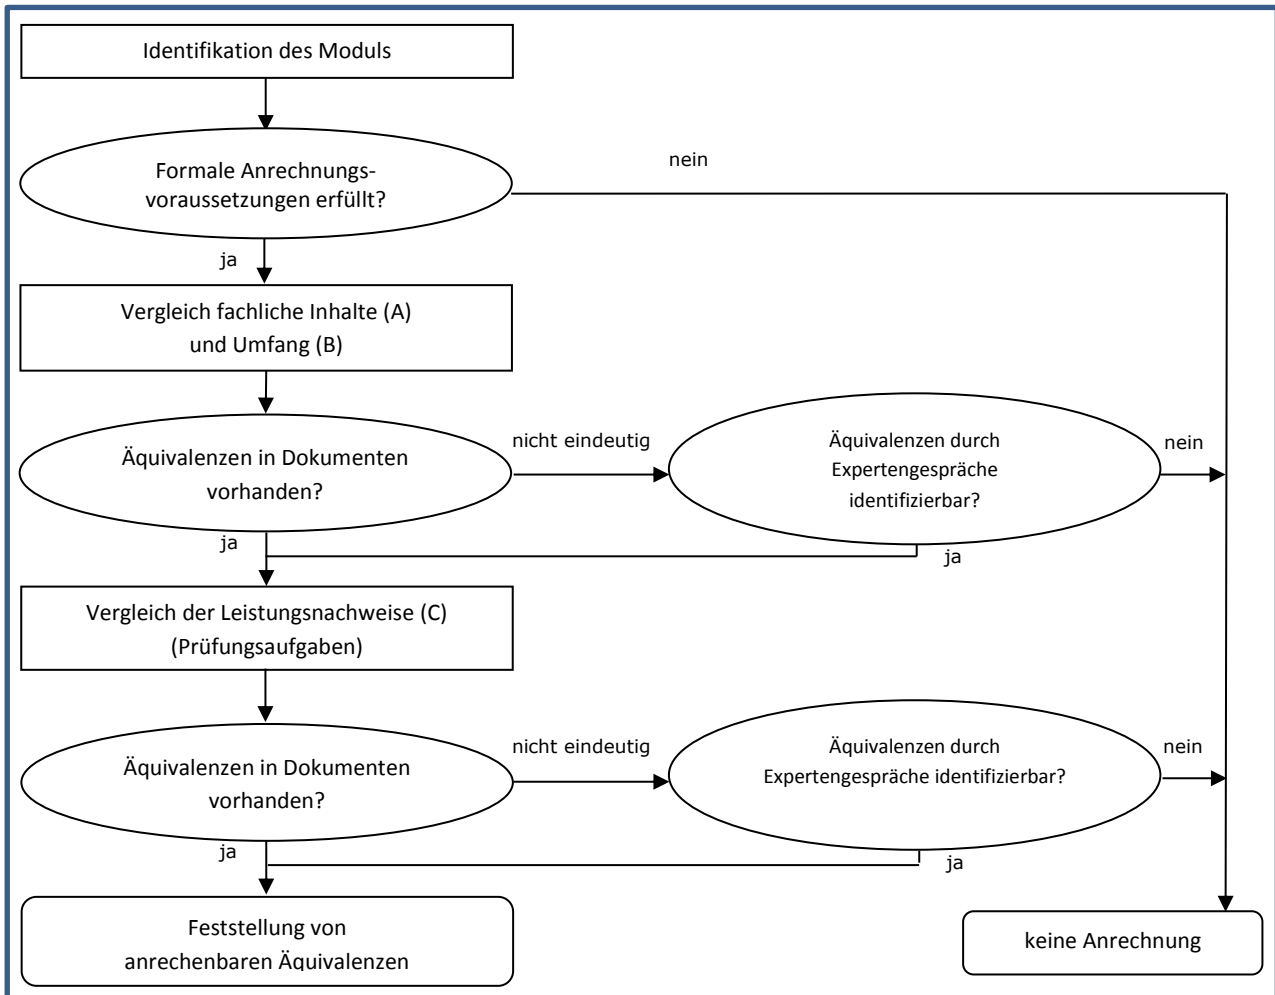 Identifikation des Moduls
Formale Anrechnungs-
voraussetzungen erfüllt?
nein
ja
Vergleich fachliche Inhalte (A)
und Umfang (B)
Äquivalenzen in Dokumenten
vorhanden?
nicht eindeutig
Äquivalenzen durch
Expertengespräche
identifizierbar?
nein
ja
ja
Vergleich der Leistungsnachweise (C)
(Prüfungsaufgaben)
Äquivalenzen in Dokumenten
vorhanden?
nicht eindeutig
Äquivalenzen durch
Expertengespräche identifizierbar?
nein
ja
ja
Feststellung von
anrechenbaren Äquivalenzen
keine Anrechnung